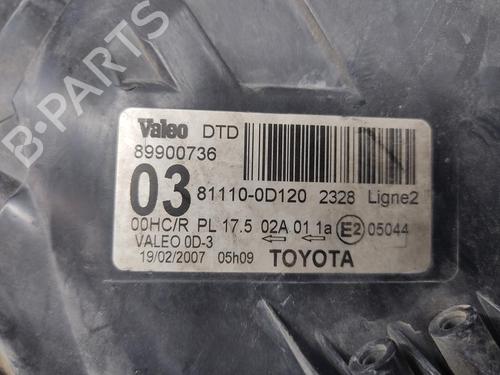 B-PARTS
Valeo DTD
89900736
03 81110-0D120 2328 Ligne2
00HC/R PL 17.5 02A 01 1a E2 05044
VALEO 0D-3
19/02/2007 05h09 TOYOTA